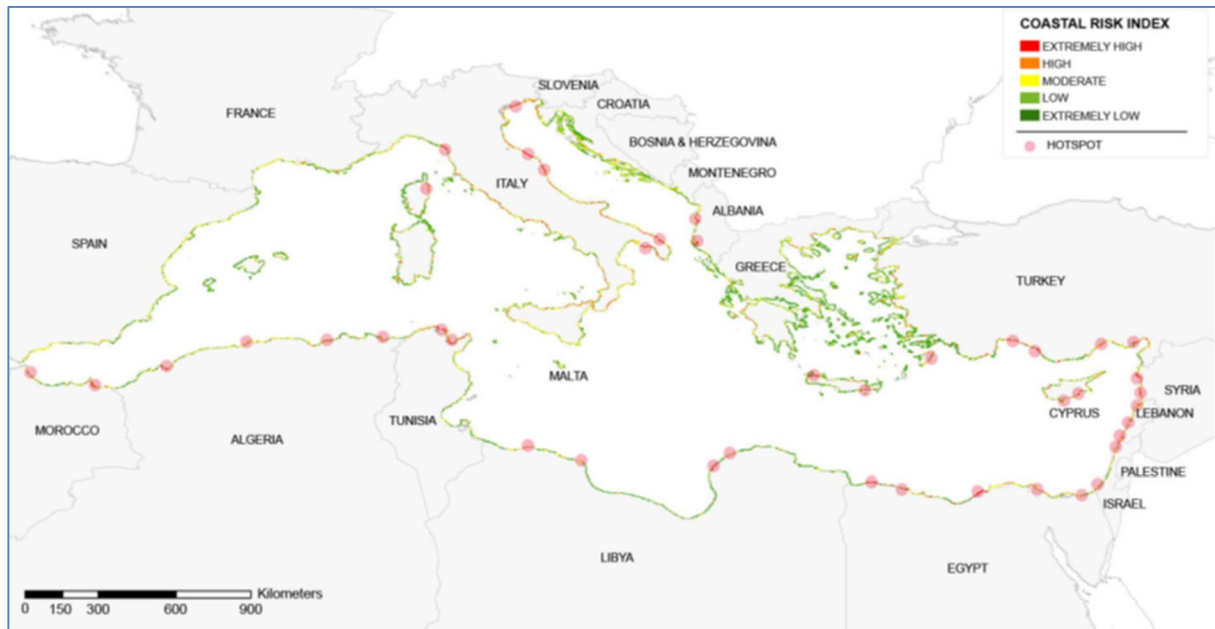 COASTAL RISK INDEX
EXTREMELY HIGH
HIGH
MODERATE
LOW
EXTREMELY LOW
HOTSPOT
SLOVENIA
CROATIA
FRANCE
BOSNIA & HERZEGOVINA
MONTENEGRO
ITALY
ALBANIA
SPAIN
GREECE
TURKEY
MALTA
SYRIA
CYPRUS
LEBANON
MOROCCO
TUNISIA
ALGERIA
PALESTINE
ISRAEL
LIBYA
EGYPT
Kilometers
0 150 300 600 900